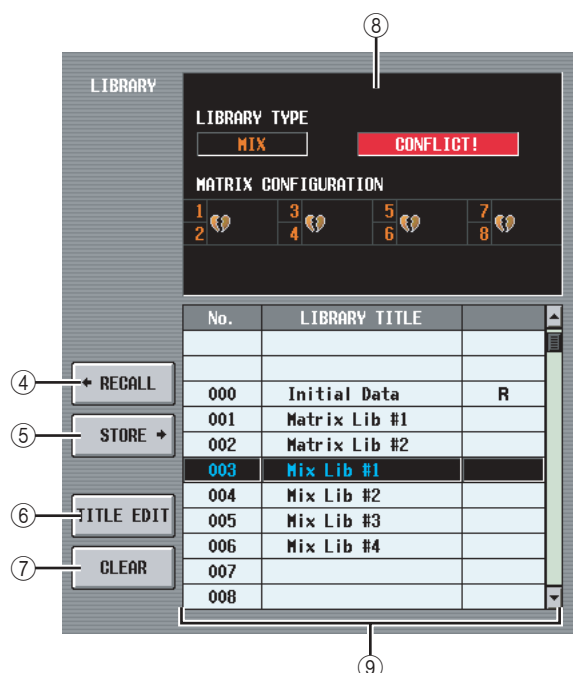 ⑧
LIBRARY
LIBRARY TYPE
MIX CONFLICT!
MATRIX CONFIGURATION
1 3 5 7
2 4 6 8
No. LIBRARY TITLE
④ RECALL
000 Initial Data R
001 Matrix Lib #1
⑤ STORE
002 Matrix Lib #2
003 Mix Lib #1
004 Mix Lib #2
⑥ TITLE EDIT
005 Mix Lib #3
006 Mix Lib #4
⑦ CLEAR
007
008
⑨